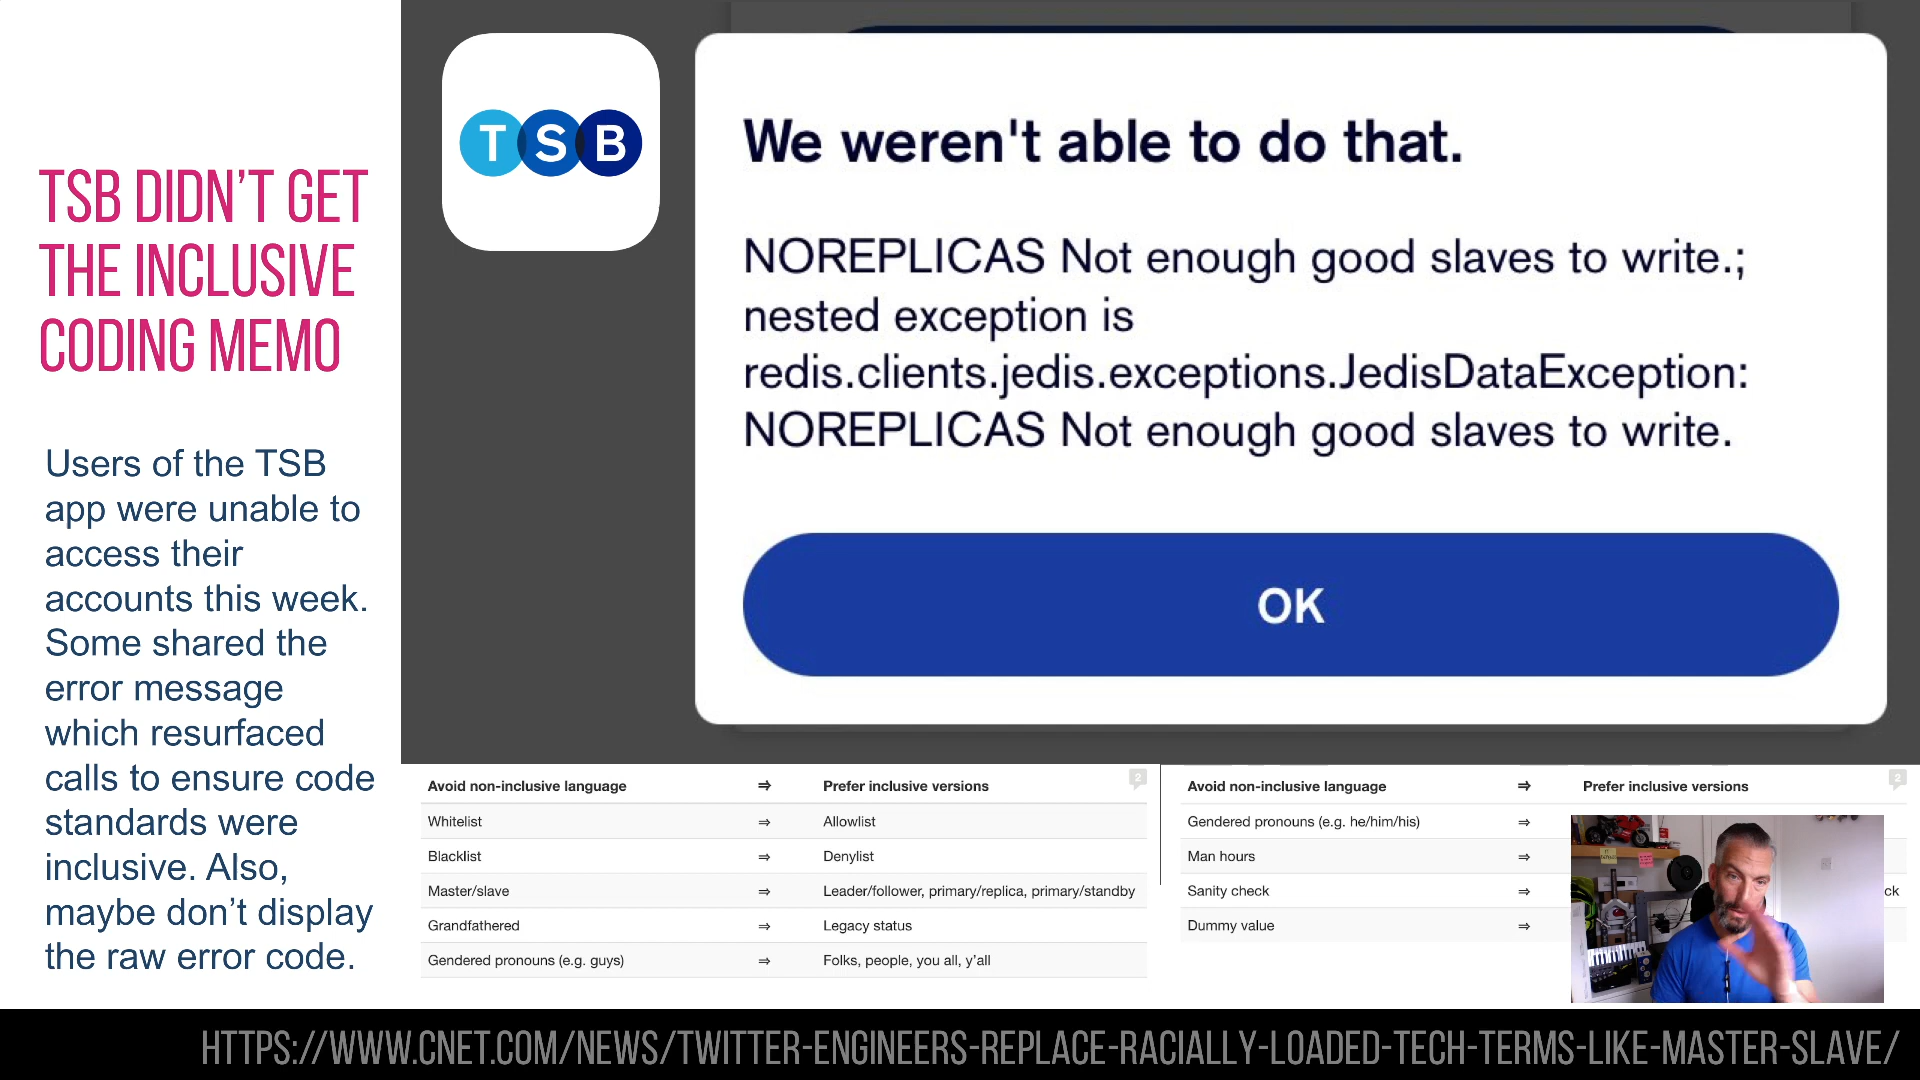 TSB DIDN’T GET
THE INCLUSIVE
CODING MEMO
Users of the TSB
app were unable to
access their
accounts this week.
Some shared the
error message
which resurfaced
calls to ensure code
standards were
inclusive. Also,
maybe don’t display
the raw error code.
TSB
We weren't able to do that.
NOREPLICAS Not enough good slaves to write.;
nested exception is
redis.clients.jedis.exceptions.JedisDataException:
NOREPLICAS Not enough good slaves to write.
OK
Avoid non-inclusive language ⇒ Prefer inclusive versions 2
Whitelist ⇒ Allowlist
Blacklist ⇒ Denylist
Master/slave ⇒ Leader/follower, primary/replica, primary/standby
Grandfathered ⇒ Legacy status
Gendered pronouns (e.g. guys) ⇒ Folks, people, you all, y’all
Avoid non-inclusive language ⇒ Prefer inclusive versions 2
Gendered pronouns (e.g. he/him/his) ⇒
Man hours ⇒
Sanity check ⇒ ck
Dummy value ⇒
HTTPS://WWW.CNET.COM/NEWS/TWITTER-ENGINEERS-REPLACE-RACIALLY-LOADED-TECH-TERMS-LIKE-MASTER-SLAVE/